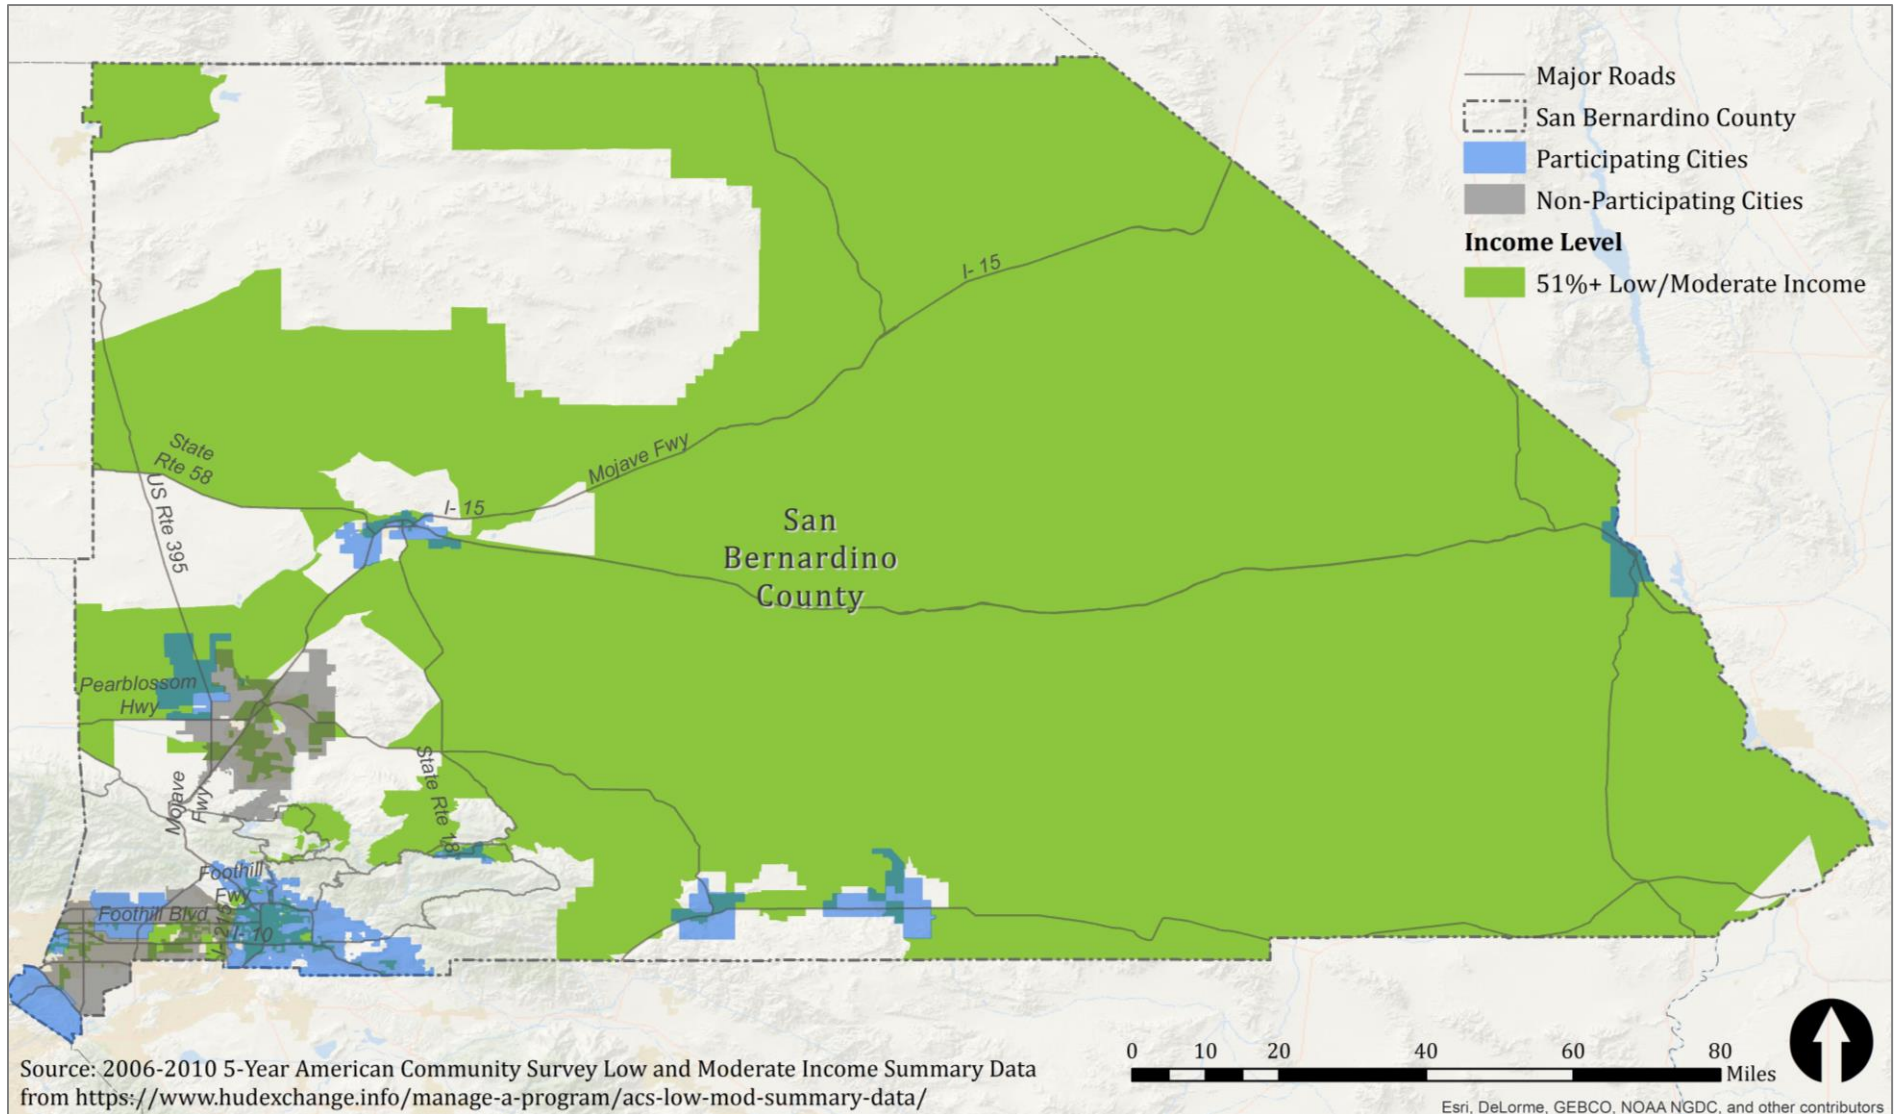 Major Roads
San Bernardino County
Participating Cities
Non-Participating Cities
Income Level
51%+ Low/Moderate Income
I- 15
State
Rte 58
Mojave Fwy
US Rte 395
I- 15
San
Bernardino
County
Pearblossom
Hwy
Mojave
Fwy
State Rte 18
Foothill
Fwy
Foothill Blvd
I- 10
0 10 20 40 60 80
Miles
Source: 2006-2010 5-Year American Community Survey Low and Moderate Income Summary Data
from https://www.hudexchange.info/manage-a-program/acs-low-mod-summary-data/
Esri, DeLorme, GEBCO, NOAA NGDC, and other contributors